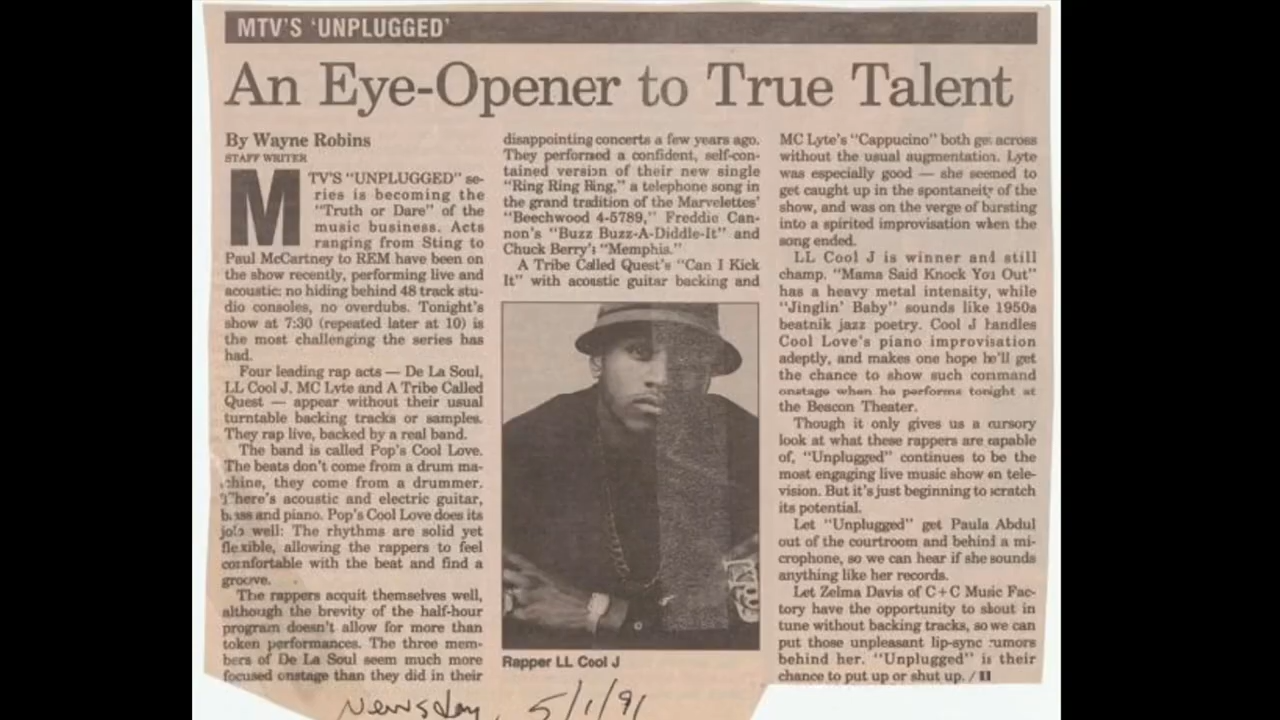 MTV'S 'UNPLUGGED'
An Eye-Opener to True Talent
By Wayne Robins
STAFF WRITER
MTV'S "UNPLUGGED" se-
ries is becoming the
"Truth or Dare" of the
music business. Acts
ranging from Sting to
Paul McCartney to REM have been on
the show recently, performing live and
acoustic: no hiding behind 48 track stu-
dio consoles, no overdubs. Tonight's
show at 7:30 (repeated later at 10) is
the most challenging the series has
had.
Four leading rap acts — De La Soul,
LL Cool J, MC Lyte and A Tribe Called
Quest — appear without their usual
turntable backing tracks or samples.
They rap live, backed by a real band.
The band is called Pop's Cool Love.
The beats don't come from a drum ma-
chine, they come from a drummer.
There's acoustic and electric guitar,
bass and piano. Pop's Cool Love does its
job well: The rhythms are solid yet
flexible, allowing the rappers to feel
comfortable with the beat and find a
groove.
The rappers acquit themselves well,
although the brevity of the half-hour
program doesn't allow for more than
token performances. The three mem-
bers of De La Soul seem much more
focused onstage than they did in their
disappointing concerts a few years ago.
They performed a confident, self-con-
tained version of their new single
"Ring Ring Ring," a telephone song in
the grand tradition of the Marvelettes'
"Beechwood 4-5789," Freddie Can-
non's "Buzz Buzz-A-Diddle-It" and
Chuck Berry's "Memphis."
A Tribe Called Quest's "Can I Kick
It" with acoustic guitar backing and
Rapper LL Cool J
MC Lyte's "Cappucino" both get across
without the usual augmentation. Lyte
was especially good — she seemed to
get caught up in the spontaneity of the
show, and was on the verge of bursting
into a spirited improvisation when the
song ended.
LL Cool J is winner and still
champ. "Mama Said Knock You Out"
has a heavy metal intensity, while
"Jinglin' Baby" sounds like 1950s
beatnik jazz poetry. Cool J handles
Cool Love's piano improvisation
adeptly, and makes one hope he'll get
the chance to show such command
onstage when he performs tonight at
the Beacon Theater.
Though it only gives us a cursory
look at what these rappers are capable
of, "Unplugged" continues to be the
most engaging live music show on tele-
vision. But it's just beginning to scratch
its potential.
Let "Unplugged" get Paula Abdul
out of the courtroom and behind a mi-
crophone, so we can hear if she sounds
anything like her records.
Let Zelma Davis of C+C Music Fac-
tory have the opportunity to shout in
tune without backing tracks, so we can
put those unpleasant lip-sync rumors
behind her. "Unplugged" is their
chance to put up or shut up. / II
Newsday, 5/1/91